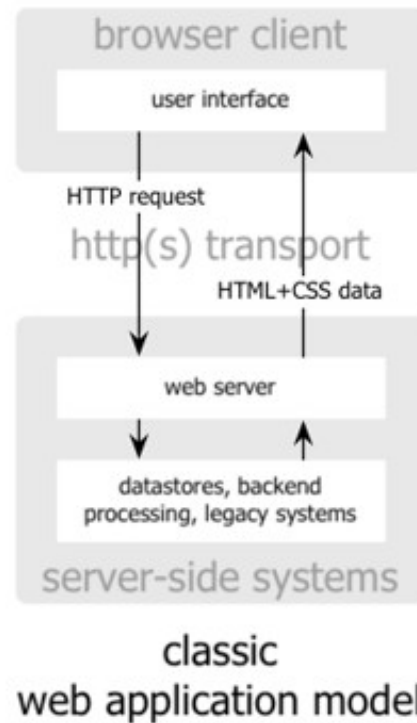 browser client
user interface
HTTP request
http(s) transport
HTML+CSS data
web server
datastores, backend
processing, legacy systems
server-side systems
classic
web application model